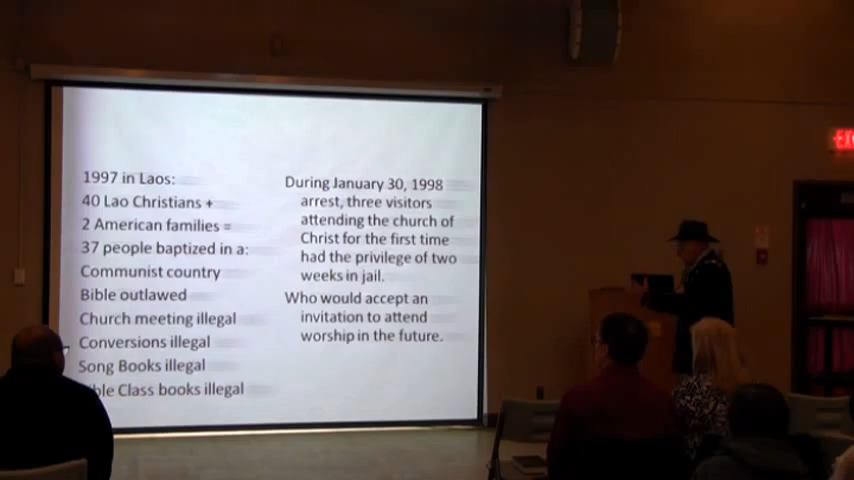 1997 in Laos:
40 Lao Christians +
2 American families =
37 people baptized in a:
Communist country
Bible outlawed
Church meeting illegal
Conversions illegal
Song Books illegal
Bible Class books illegal
During January 30, 1998
arrest, three visitors
attending the church of
Christ for the first time
had the privilege of two
weeks in jail.
Who would accept an
invitation to attend
worship in the future.
EX